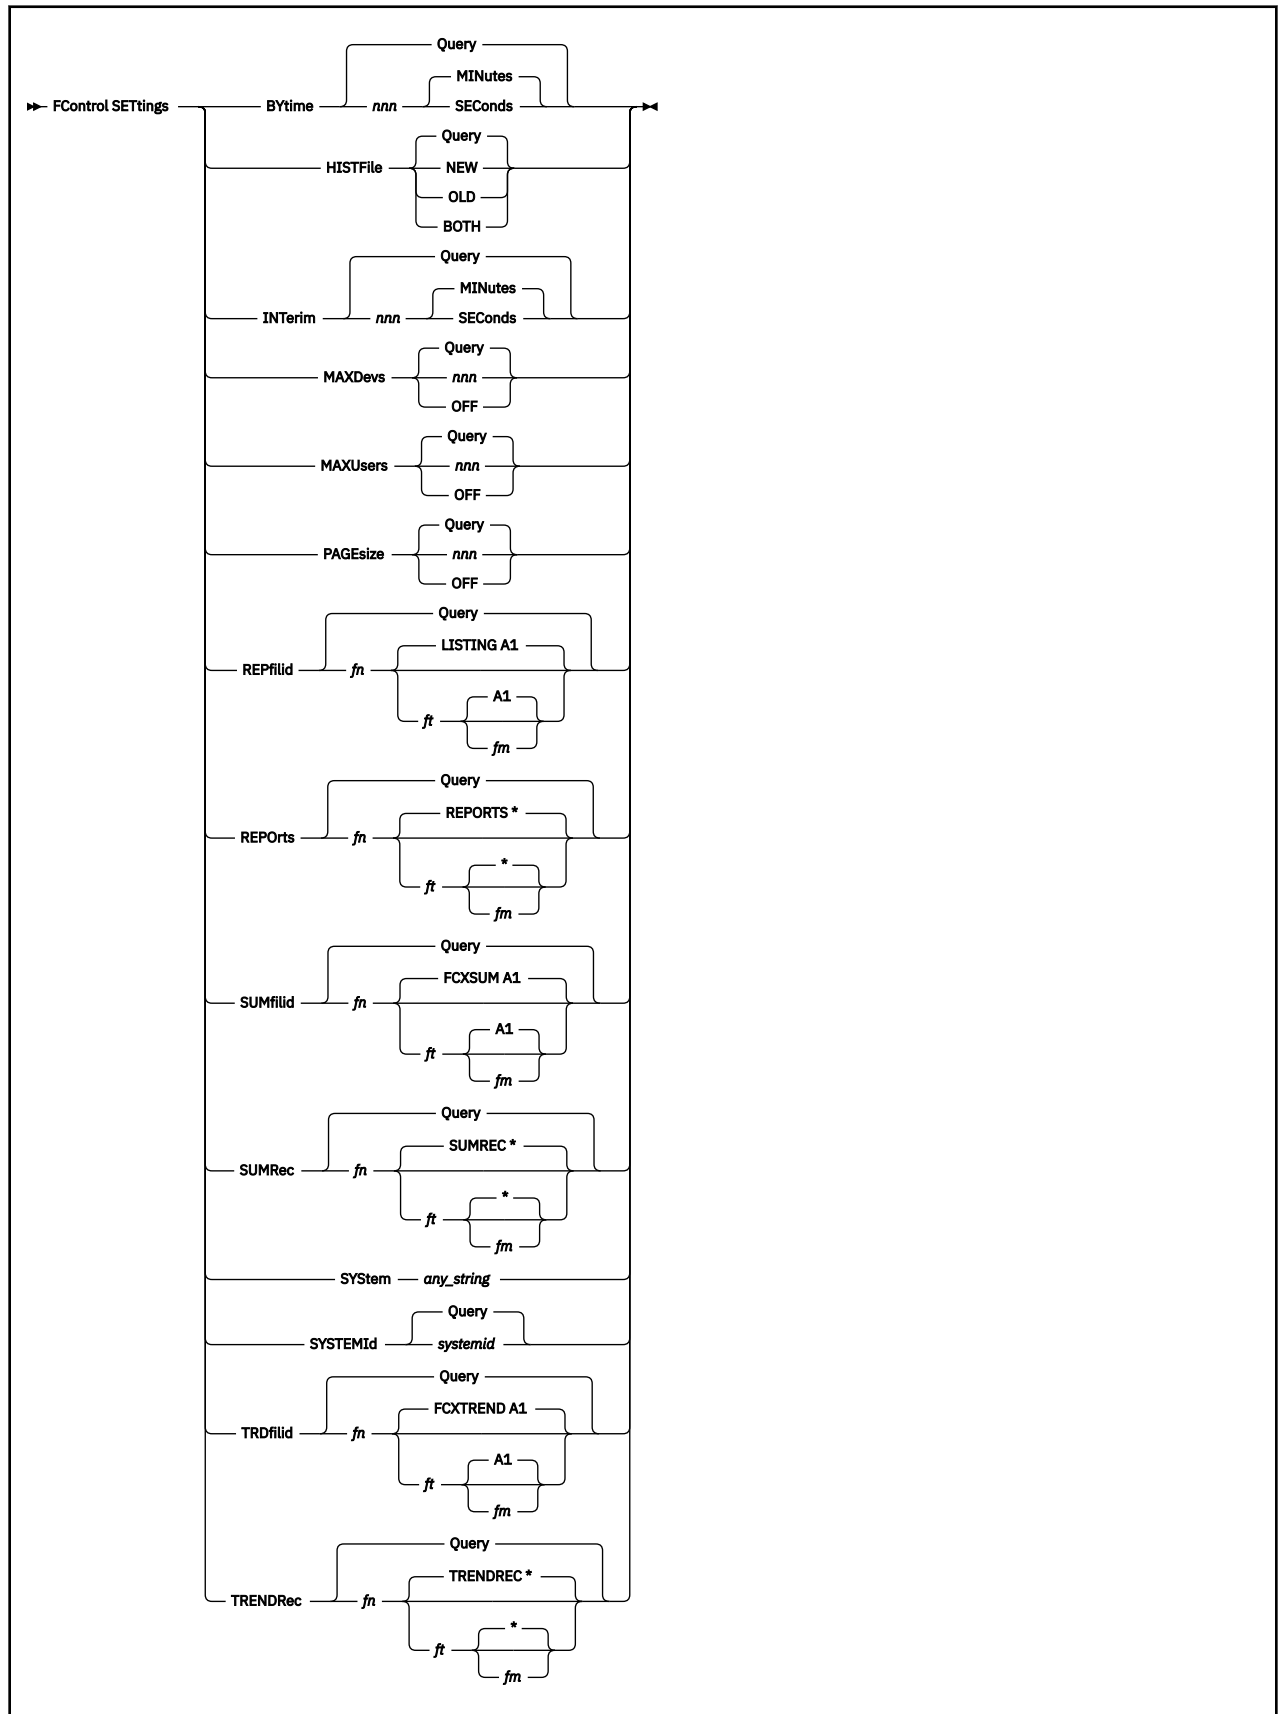 Query
MINutes
FControl SETtings BYtime nnn SEConds
Query
HISTFile NEW
OLD
BOTH
Query
MINutes
INTerim nnn SEConds
Query
MAXDevs nnn
OFF
Query
MAXUsers nnn
OFF
Query
PAGEsize nnn
OFF
Query
LISTING A1
REPfilid fn
A1
ft
fm
Query
REPORTS *
REPOrts fn
*
ft
fm
Query
FCXSUM A1
SUMfilid fn
A1
ft
fm
Query
SUMREC *
SUMRec fn
*
ft
fm
SYStem any_string
Query
SYSTEMId systemid
Query
FCXTREND A1
TRDfilid fn
A1
ft
fm
Query
TRENDREC *
TRENDRec fn
*
ft
fm